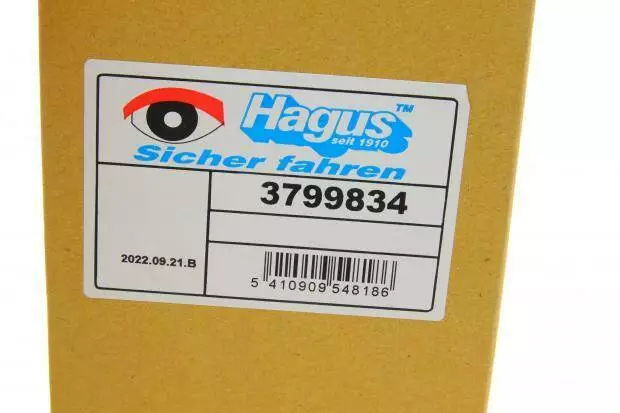 Hagus™
seit 1910
Sicher fahren
3799834
2022.09.21.B
5 410909 548186